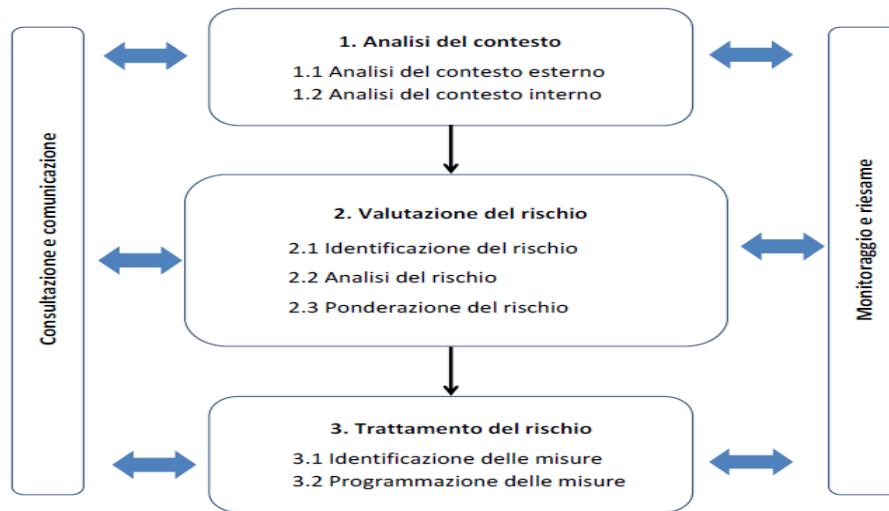 Consultazione e comunicazione
1. Analisi del contesto
1.1 Analisi del contesto esterno
1.2 Analisi del contesto interno
2. Valutazione del rischio
2.1 Identificazione del rischio
2.2 Analisi del rischio
2.3 Ponderazione del rischio
3. Trattamento del rischio
3.1 Identificazione delle misure
3.2 Programmazione delle misure
Monitoraggio e riesame